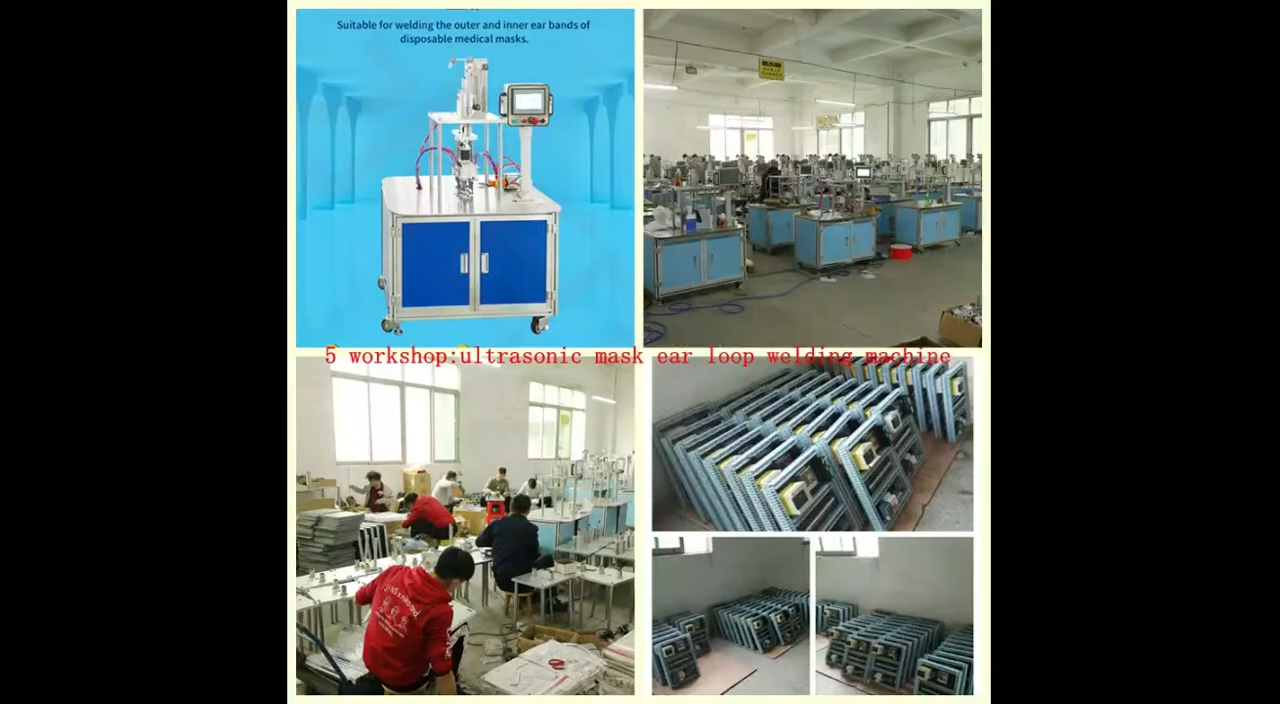 Suitable for welding the outer and inner ear bands of
disposable medical masks.
5 workshop:ultrasonic mask ear loop welding machine